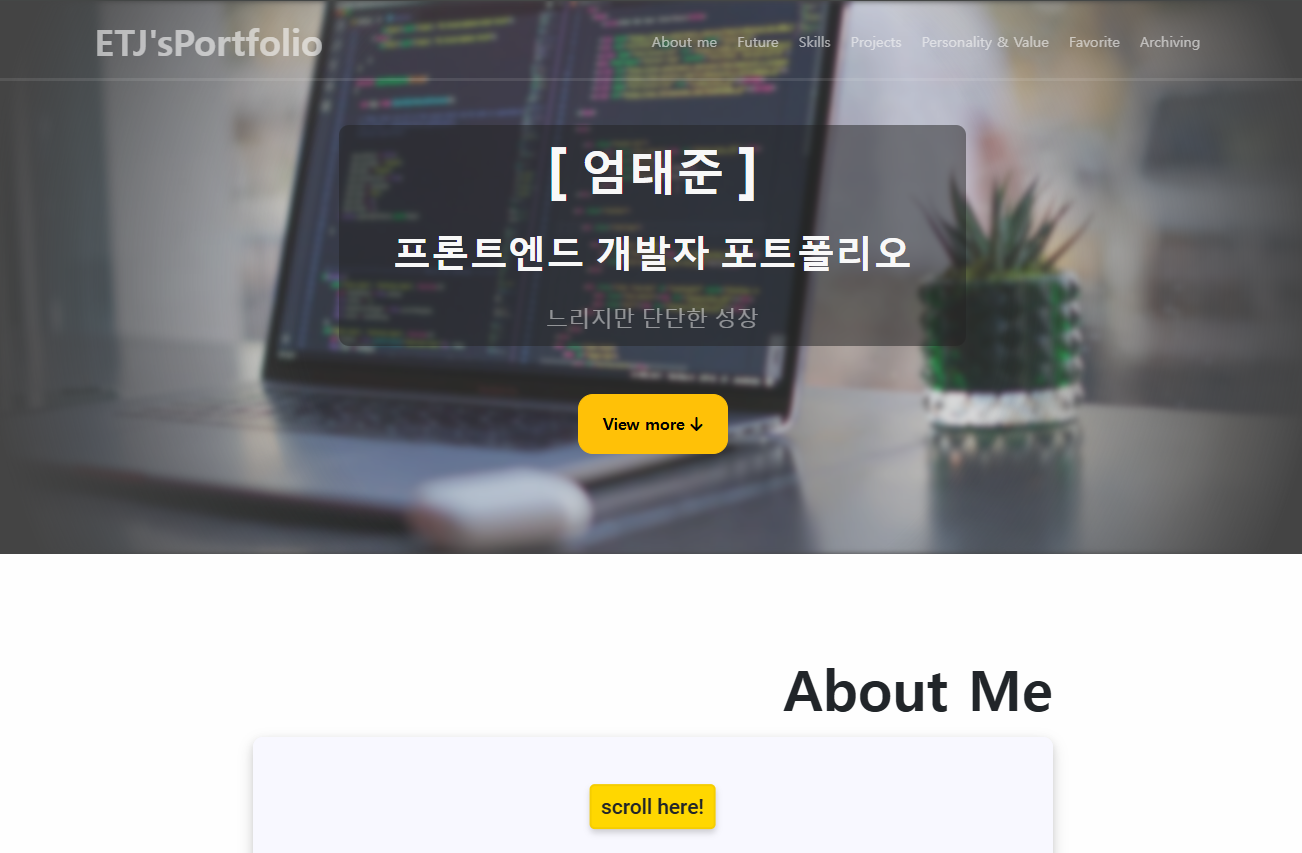 ETJ'sPortfolio
About me Future Skills Projects Personality & Value Favorite Archiving
[ 엄태준 ]
프론트엔드 개발자 포트폴리오
느리지만 단단한 성장
View more ↓
About Me
scroll here!